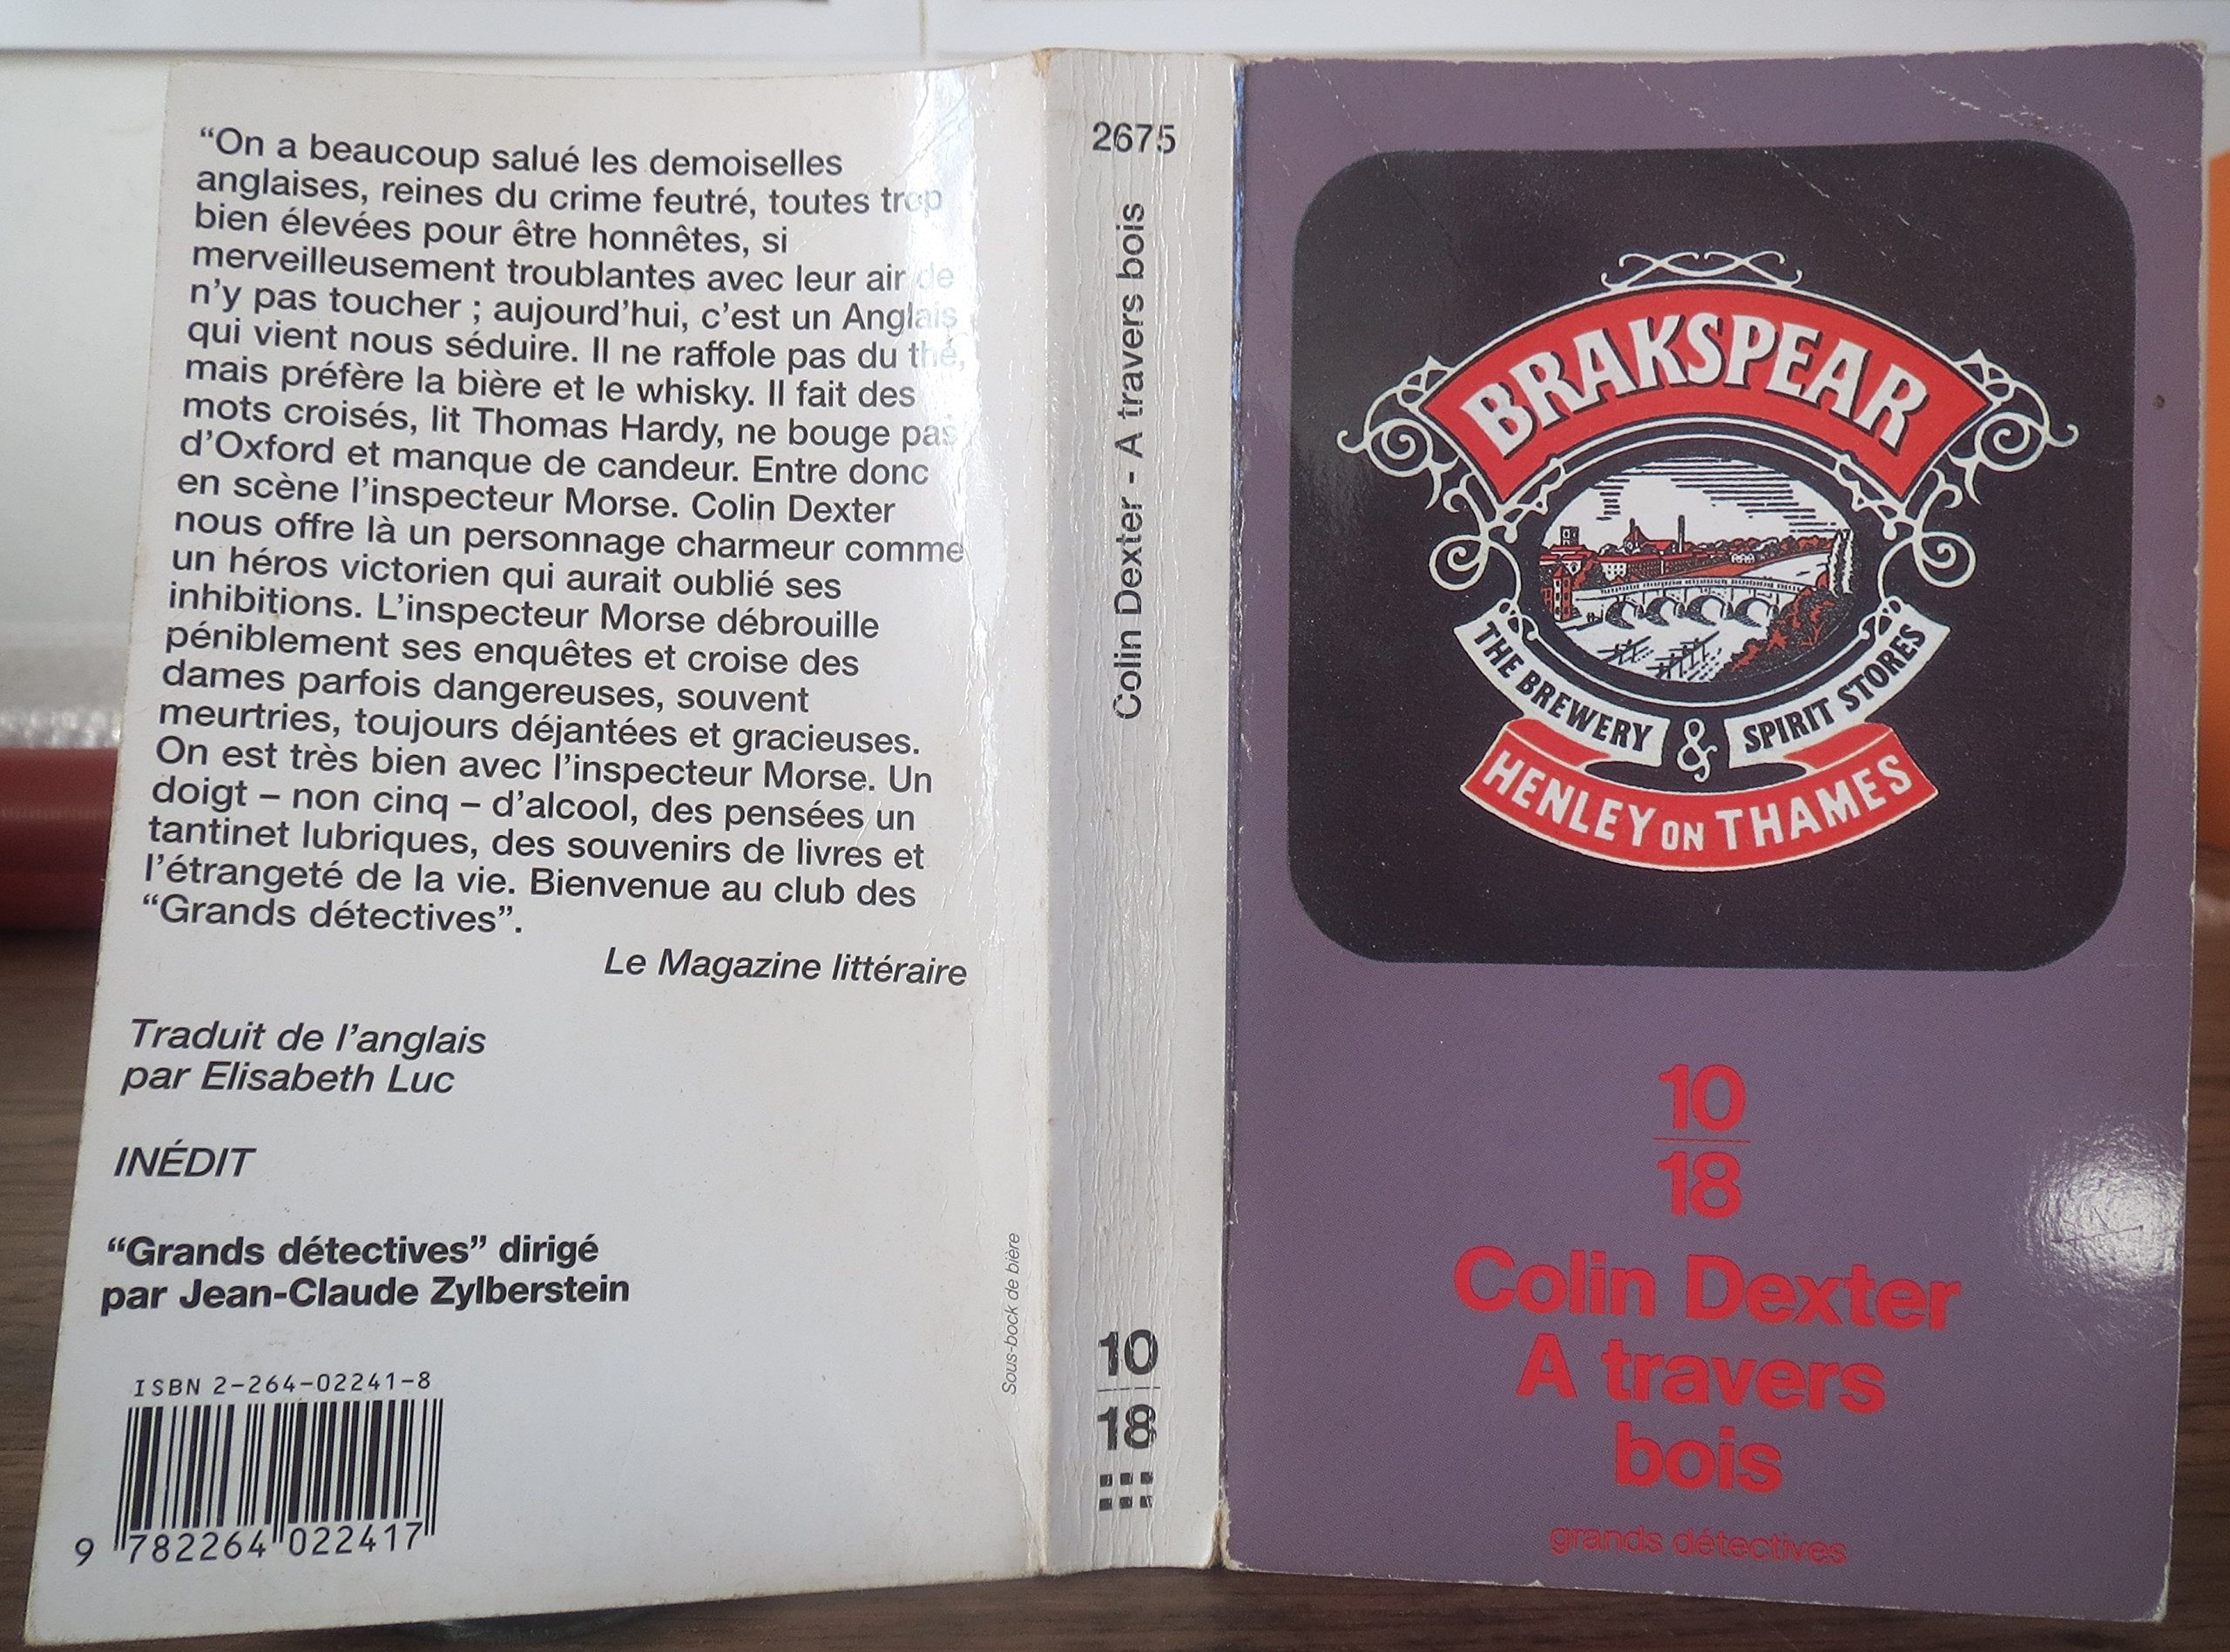 “On a beaucoup salué les demoiselles
anglaises, reines du crime feutré, toutes trop
bien élevées pour être honnêtes, si
merveilleusement troublantes avec leur air de
n’y pas toucher ; aujourd’hui, c’est un Anglais
qui vient nous séduire. Il ne raffole pas du thé,
mais préfère la bière et le whisky. Il fait des
mots croisés, lit Thomas Hardy, ne bouge pas
d’Oxford et manque de candeur. Entre donc
en scène l’inspecteur Morse. Colin Dexter
nous offre là un personnage charmeur comme
un héros victorien qui aurait oublié ses
inhibitions. L’inspecteur Morse débrouille
péniblement ses enquêtes et croise des
dames parfois dangereuses, souvent
meurtries, toujours déjantées et gracieuses.
On est très bien avec l’inspecteur Morse. Un
doigt – non cinq – d’alcool, des pensées un
tantinet lubriques, des souvenirs de livres et
l’étrangeté de la vie. Bienvenue au club des
“Grands détectives”.
Le Magazine littéraire
Traduit de l’anglais
par Elisabeth Luc
INÉDIT
“Grands détectives” dirigé
par Jean-Claude Zylberstein
ISBN 2-264-02241-8
9 782264 022417
Sous-bock de bière
2675
Colin Dexter - A travers bois
10
18
BRAKSPEAR
THE BREWERY & SPIRIT STORES
HENLEY ON THAMES
10
18
Colin Dexter
A travers
bois
grands détectives